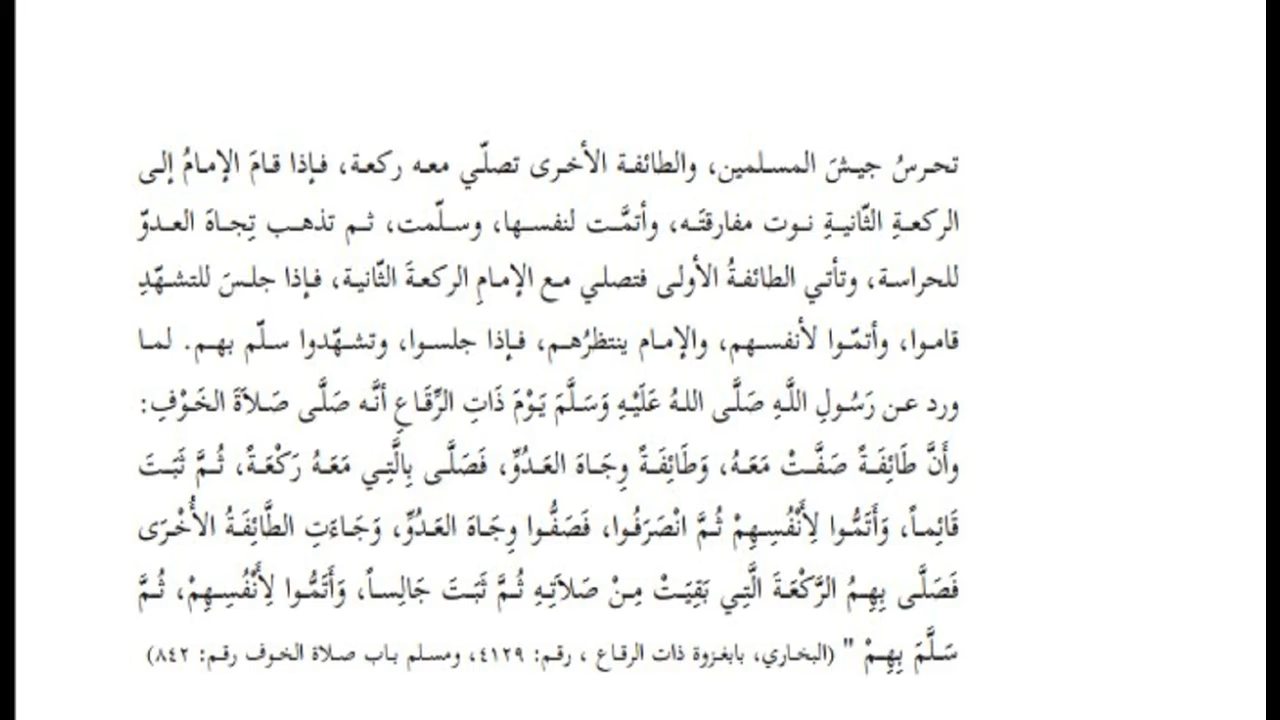 تحرسُ جيشَ المسلمين، والطائفة الأخرى تصلّي معه ركعة، فإذا قامَ الإمامُ إلى
الركعةِ الثّانيةِ نوت مفارقتَه، وأتمَّت لنفسها، وسلّمت، ثم تذهب تِجاهَ العدوّ
للحراسة، وتأتي الطائفةُ الأولى فتصلي مع الإمامِ الركعةَ الثّانية، فإذا جلسَ للتشهّدِ
قاموا، وأتمّوا لأنفسهم، والإمام ينتظرُهم، فإذا جلسوا، وتشهّدوا سلّم بهم. لما
ورد عن رَسُولِ اللَّهِ صَلَّى اللهُ عَلَيْهِ وَسَلَّمَ يَوْمَ ذَاتِ الرِّقَاعِ أنَّه صَلَّى صَلاَةَ الخَوْفِ:
وأَنَّ طَائِفَةً صَفَّتْ مَعَهُ، وَطَائِفَةٌ وِجَاهَ العَدُوِّ، فَصَلَّى بِالَّتِي مَعَهُ رَكْعَةً، ثُمَّ ثَبَتَ
قَائِماً، وَأَتَمُّوا لِأَنْفُسِهِمْ ثُمَّ انْصَرَفُوا، فَصَفُّوا وِجَاهَ العَدُوِّ، وَجَاءَتِ الطَّائِفَةُ الأُخْرَى
فَصَلَّى بِهِمُ الرَّكْعَةَ الَّتِي بَقِيَتْ مِنْ صَلاَتِهِ ثُمَّ ثَبَتَ جَالِساً، وَأَتَمُّوا لِأَنْفُسِهِمْ، ثُمَّ
سَلَّمَ بِهِمْ " (البخاري، بابغزوة ذات الرقاع ، رقم: ٤١٢٩، ومسلم باب صلاة الخوف رقم: ٨٤٢)